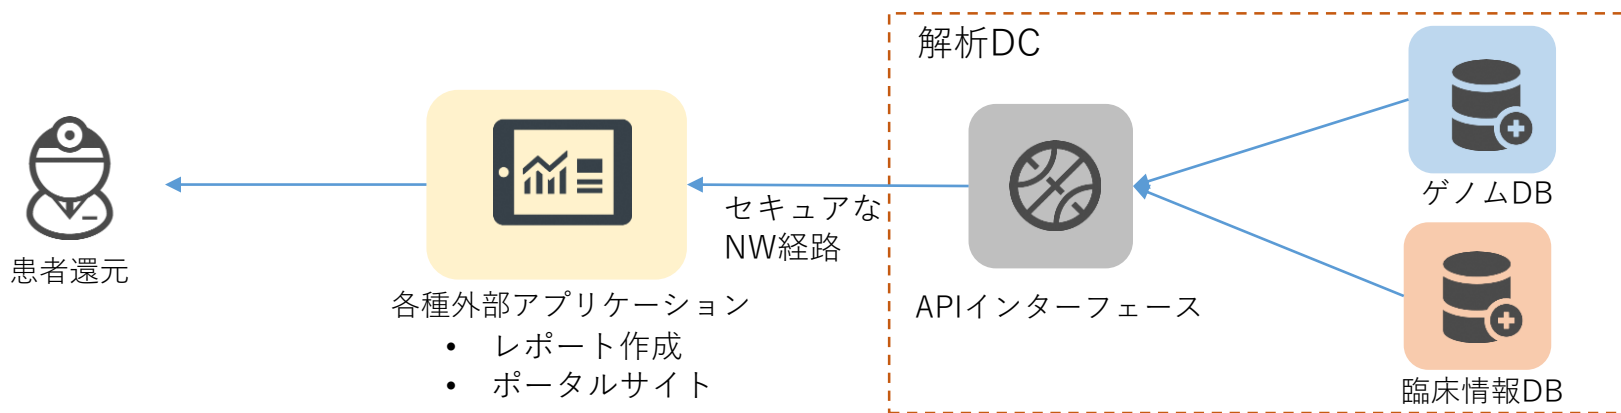 解析DC
ゲノムDB
セキュアな
NW経路
患者還元
各種外部アプリケーション
• レポート作成
• ポータルサイト
APIインターフェース
臨床情報DB